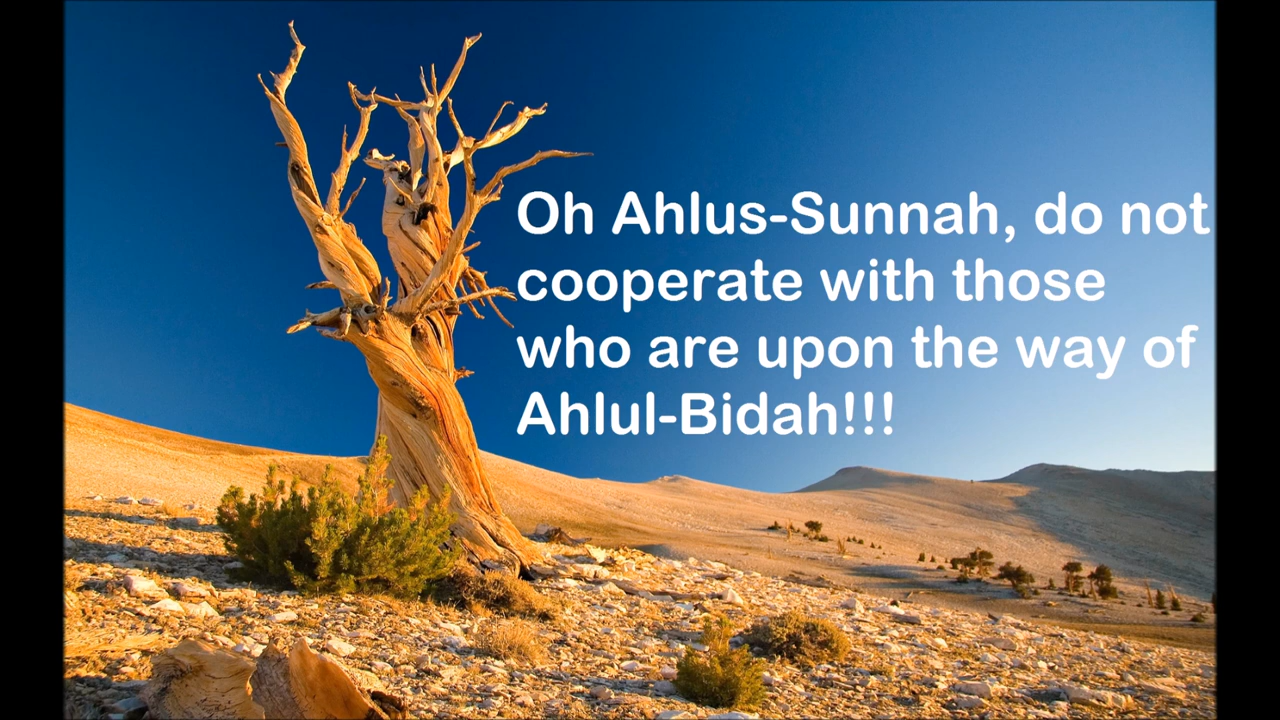 Oh Ahlus-Sunnah, do not
cooperate with those
who are upon the way of
Ahlul-Bidah!!!